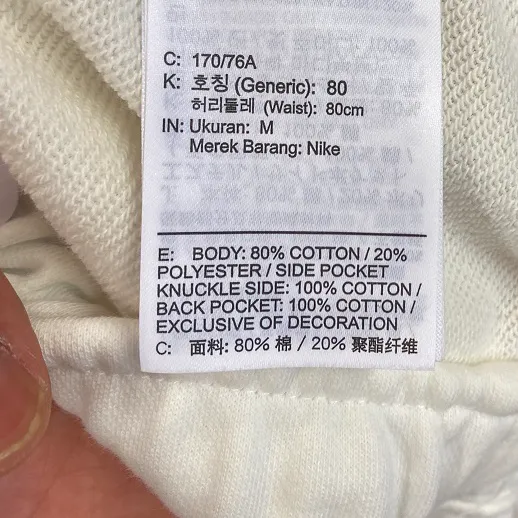 C: 170/76A
K: 호칭 (Generic): 80
허리둘레 (Waist): 80cm
IN: Ukuran: M
Merek Barang: Nike
E: BODY: 80% COTTON / 20%
POLYESTER / SIDE POCKET
KNUCKLE SIDE: 100% COTTON /
BACK POCKET: 100% COTTON /
EXCLUSIVE OF DECORATION
C: 面料: 80% 棉 / 20% 聚酯纤维